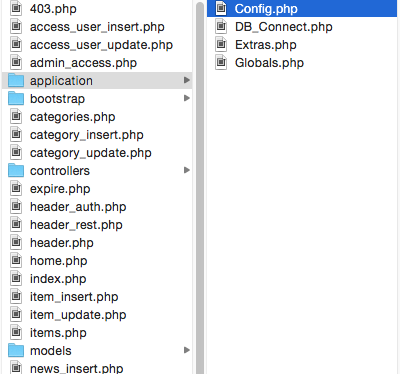 403.php
access_user_insert.php
access_user_update.php
admin_access.php
application
bootstrap
categories.php
category_insert.php
category_update.php
controllers
expire.php
header_auth.php
header_rest.php
header.php
home.php
index.php
item_insert.php
item_update.php
items.php
models
news_insert.php
Config.php
DB_Connect.php
Extras.php
Globals.php